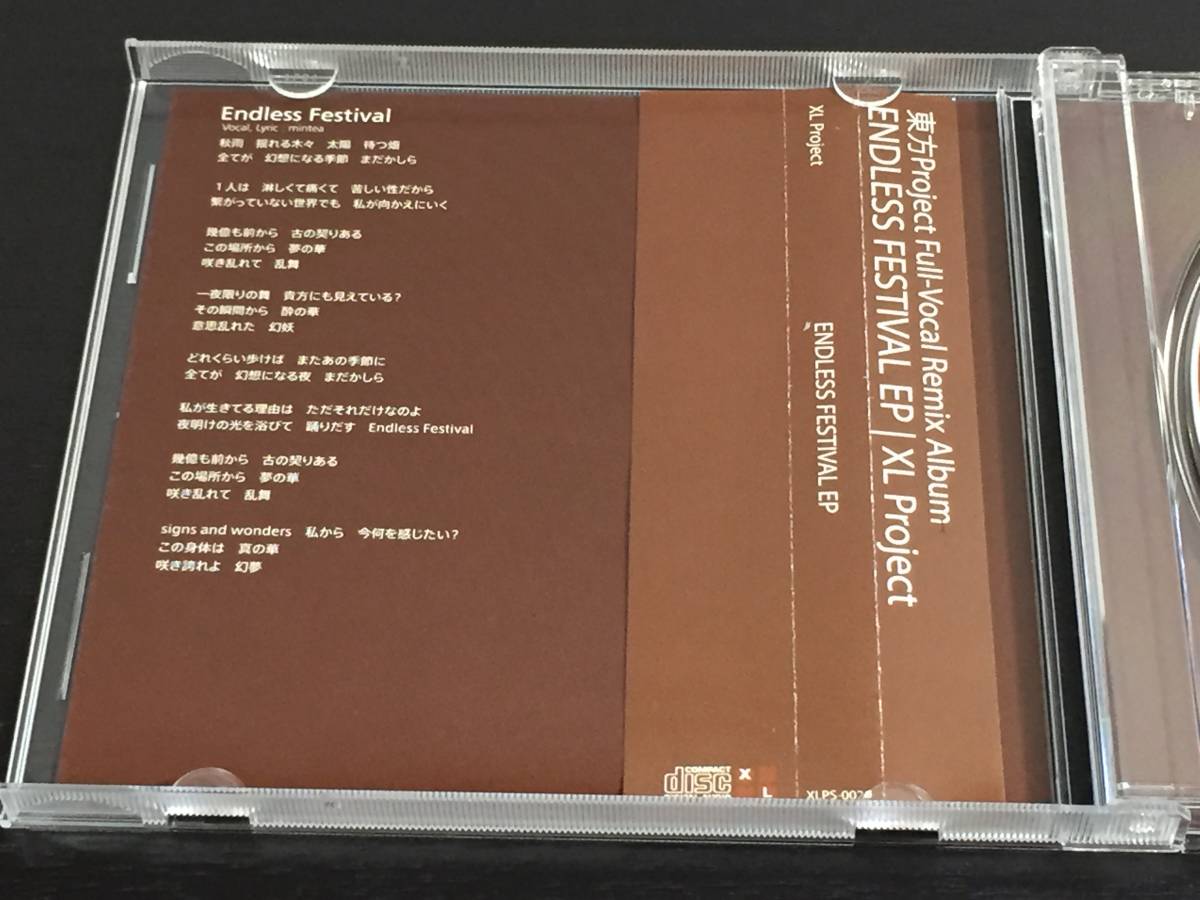 Endless Festival
Vocal, Lyric mintea
秋雨 揺れる木々 太陽 待つ畑
全てが 幻想になる季節 まだかしら
1人は 淋しくて痛くて 苦しい性だから
繋がっていない世界でも 私が向かえにいく
幾億も前から 古の契りある
この場所から 夢の華
咲き乱れて 乱舞
一夜限りの舞 貴方にも見えている?
その瞬間から 酔の華
意思乱れた 幻妖
どれくらい歩けば またあの季節に
全てが 幻想になる夜 まだかしら
私が生きてる理由は ただそれだけなのよ
夜明けの光を浴びて 踊りだす Endless Festival
幾億も前から 古の契りある
この場所から 夢の華
咲き乱れて 乱舞
signs and wonders 私から 今何を感じたい?
この身体は 真の華
咲き誇れよ 幻夢
東方Project Full-Vocal Remix Album
ENDLESS FESTIVAL EP | XL Project
XL Project
ENDLESS FESTIVAL EP
COMPACT
disc
X
L
XLPS-002